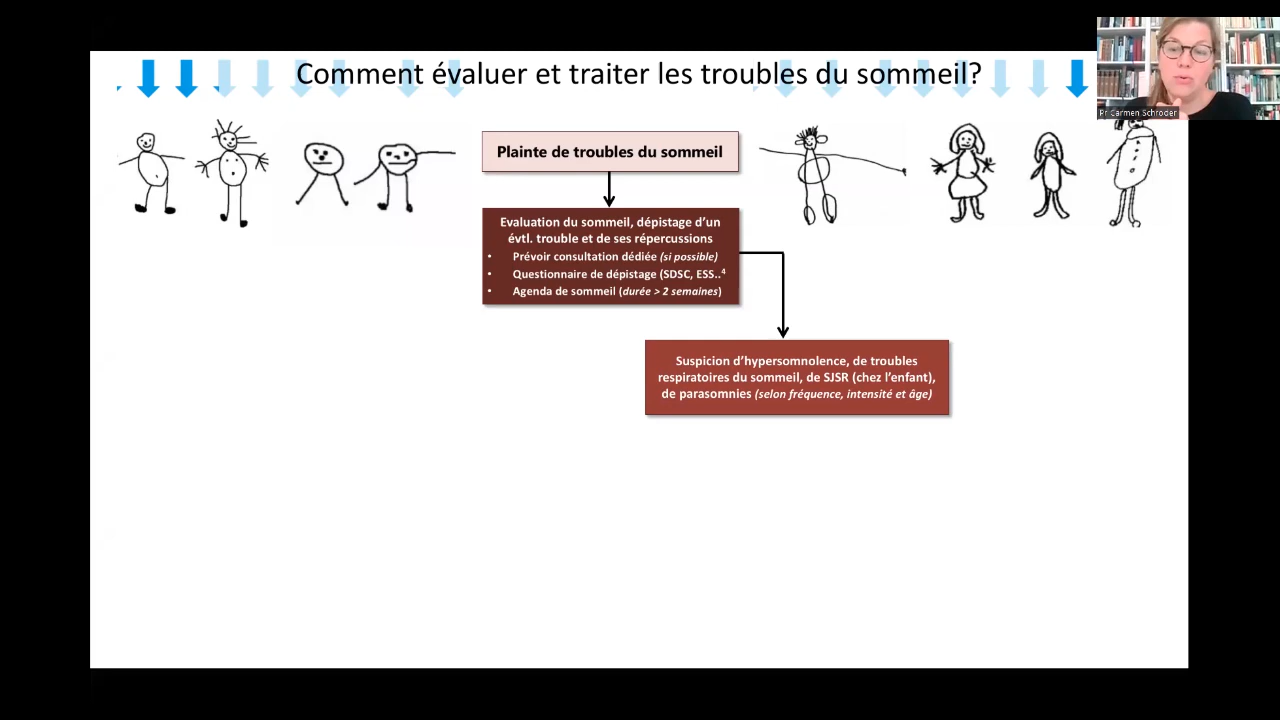 Comment évaluer et traiter les troubles du sommeil?
Pr Carmen Schroder
Plainte de troubles du sommeil
Evaluation du sommeil, dépistage d’un
évtl. trouble et de ses répercussions
• Prévoir consultation dédiée (si possible)
• Questionnaire de dépistage (SDSC, ESS..4
• Agenda de sommeil (durée > 2 semaines)
Suspicion d’hypersomnolence, de troubles
respiratoires du sommeil, de SJSR (chez l’enfant),
de parasomnies (selon fréquence, intensité et âge)